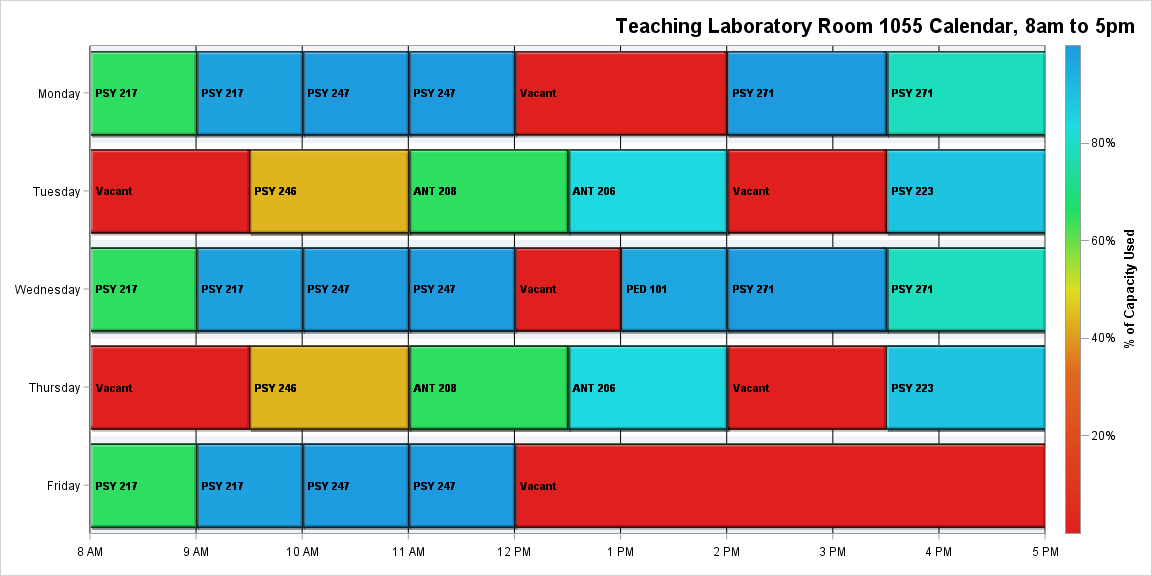 Teaching Laboratory Room 1055 Calendar, 8am to 5pm
Monday
PSY 217
PSY 217
PSY 247
PSY 247
Vacant
PSY 271
PSY 271
Tuesday
Vacant
PSY 246
ANT 208
ANT 206
Vacant
PSY 223
Wednesday
PSY 217
PSY 217
PSY 247
PSY 247
Vacant
PED 101
PSY 271
PSY 271
Thursday
Vacant
PSY 246
ANT 208
ANT 206
Vacant
PSY 223
Friday
PSY 217
PSY 217
PSY 247
PSY 247
Vacant
8 AM
9 AM
10 AM
11 AM
12 PM
1 PM
2 PM
3 PM
4 PM
5 PM
80%
60%
40%
20%
% of Capacity Used